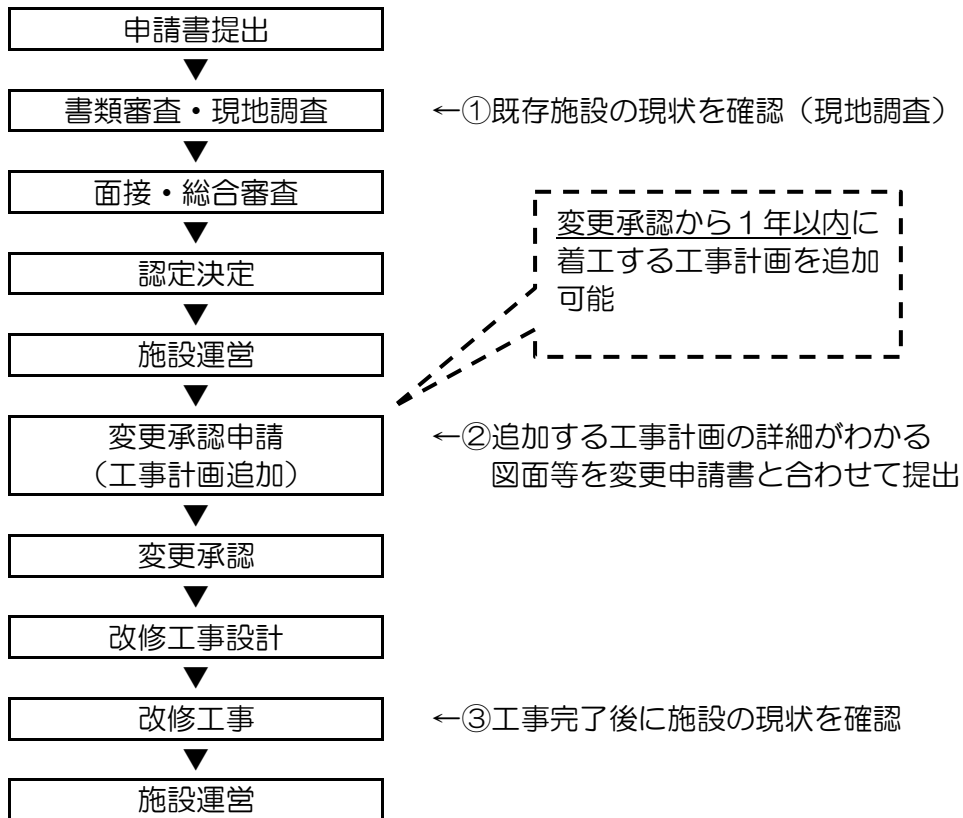 申請書提出
▼
書類審査・現地調査
←①既存施設の現状を確認（現地調査）
▼
面接・総合審査
▼
認定決定
▼
施設運営
変更承認から１年以内に
着工する工事計画を追加
可能
▼
変更承認申請
（工事計画追加）
←②追加する工事計画の詳細がわかる
図面等を変更申請書と合わせて提出
▼
変更承認
▼
改修工事設計
▼
改修工事
←③工事完了後に施設の現状を確認
▼
施設運営